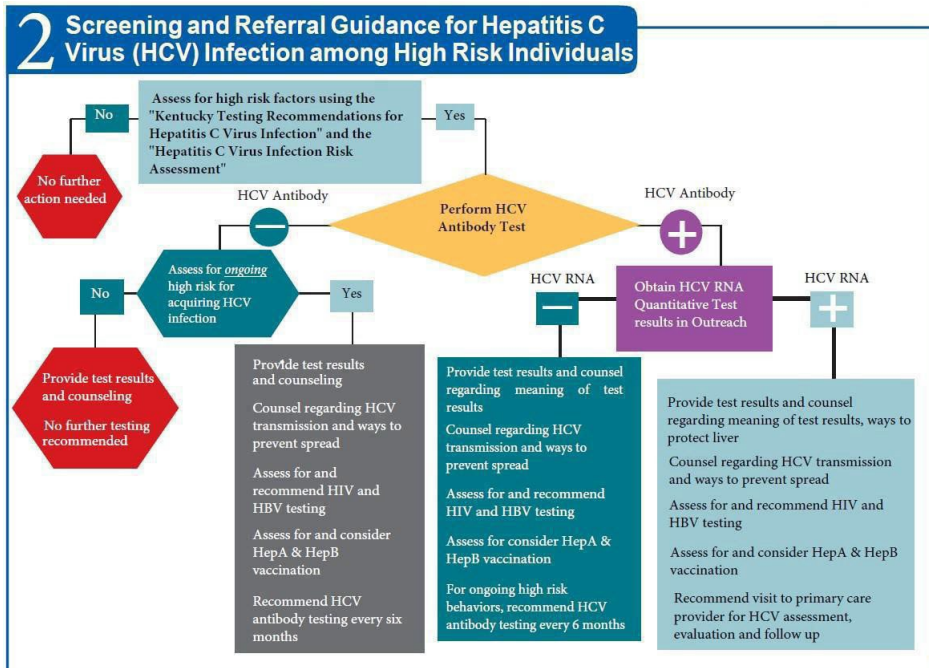 2 Screening and Referral Guidance for Hepatitis C
Virus (HCV) Infection among High Risk Individuals
No
Assess for high risk factors using the
"Kentucky Testing Recommendations for
Hepatitis C Virus Infection" and the
"Hepatitis C Virus Infection Risk
Assessment"
Yes
No further
action needed
HCV Antibody
Perform HCV
Antibody Test
HCV Antibody
No
Assess for ongoing
high risk for
acquiring HCV
infection
Yes
HCV RNA
Obtain HCV RNA
Quantitative Test
results in Outreach
HCV RNA
Provide test results
and counseling
No further testing
recommended
Provide test results
and counseling
Counsel regarding HCV
transmission and ways to
prevent spread
Assess for and
recommend HIV and
HBV testing
Assess for and consider
HepA & HepB
vaccination
Recommend HCV
antibody testing every six
months
Provide test results and counsel
regarding meaning of test
results
Counsel regarding HCV
transmission and ways to
prevent spread
Assess for and recommend
HIV and HBV testing
Assess for consider HepA &
HepB vaccination
For ongoing high risk
behaviors, recommend HCV
antibody testing every 6 months
Provide test results and counsel
regarding meaning of test results, ways to
protect liver
Counsel regarding HCV transmission
and ways to prevent spread
Assess for and recommend HIV and
HBV testing
Assess for and consider HepA & HepB
vaccination
Recommend visit to primary care
provider for HCV assessment,
evaluation and follow up